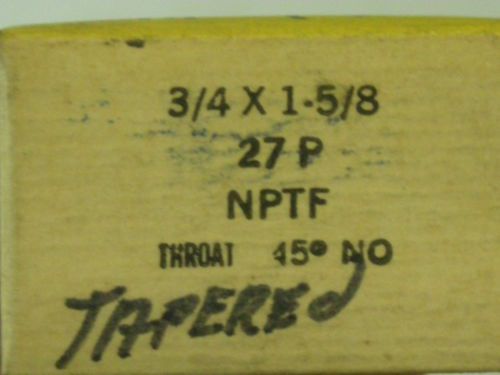 3/4 X 1-5/8
27 P
NPTF
THROAT 45° NO
TAPERED